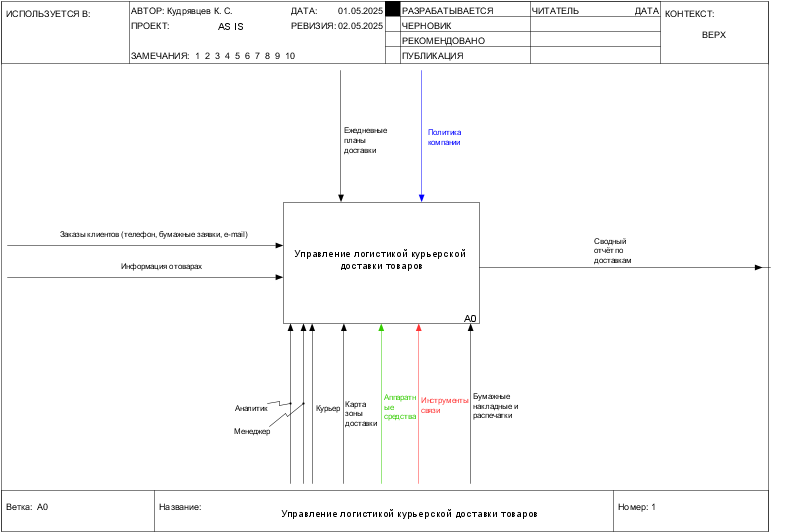 ИСПОЛЬЗУЕТСЯ В:
АВТОР: Кудрявцев К. С.
ДАТА: 01.05.2025
РАЗРАБАТЫВАЕТСЯ
ЧИТАТЕЛЬ
ДАТА
КОНТЕКСТ:
ПРОЕКТ: AS IS
РЕВИЗИЯ: 02.05.2025
ЧЕРНОВИК
РЕКОМЕНДОВАНО
ВЕРХ
ЗАМЕЧАНИЯ: 1 2 3 4 5 6 7 8 9 10
ПУБЛИКАЦИЯ
Ежедневные
планы
доставки
Политика
компании
Заказы клиентов (телефон, бумажные заявки, e-mail)
Информация о товарах
Управление логистикой курьерской
доставки товаров
A0
Сводный
отчёт по
доставкам
Аналитик
Менеджер
Курьер
Карта
зоны
доставки
Аппаратн
ые
средства
Инструменты
связи
Бумажные
накладные и
распечатки
Ветка: A0
Название:
Управление логистикой курьерской доставки товаров
Номер: 1